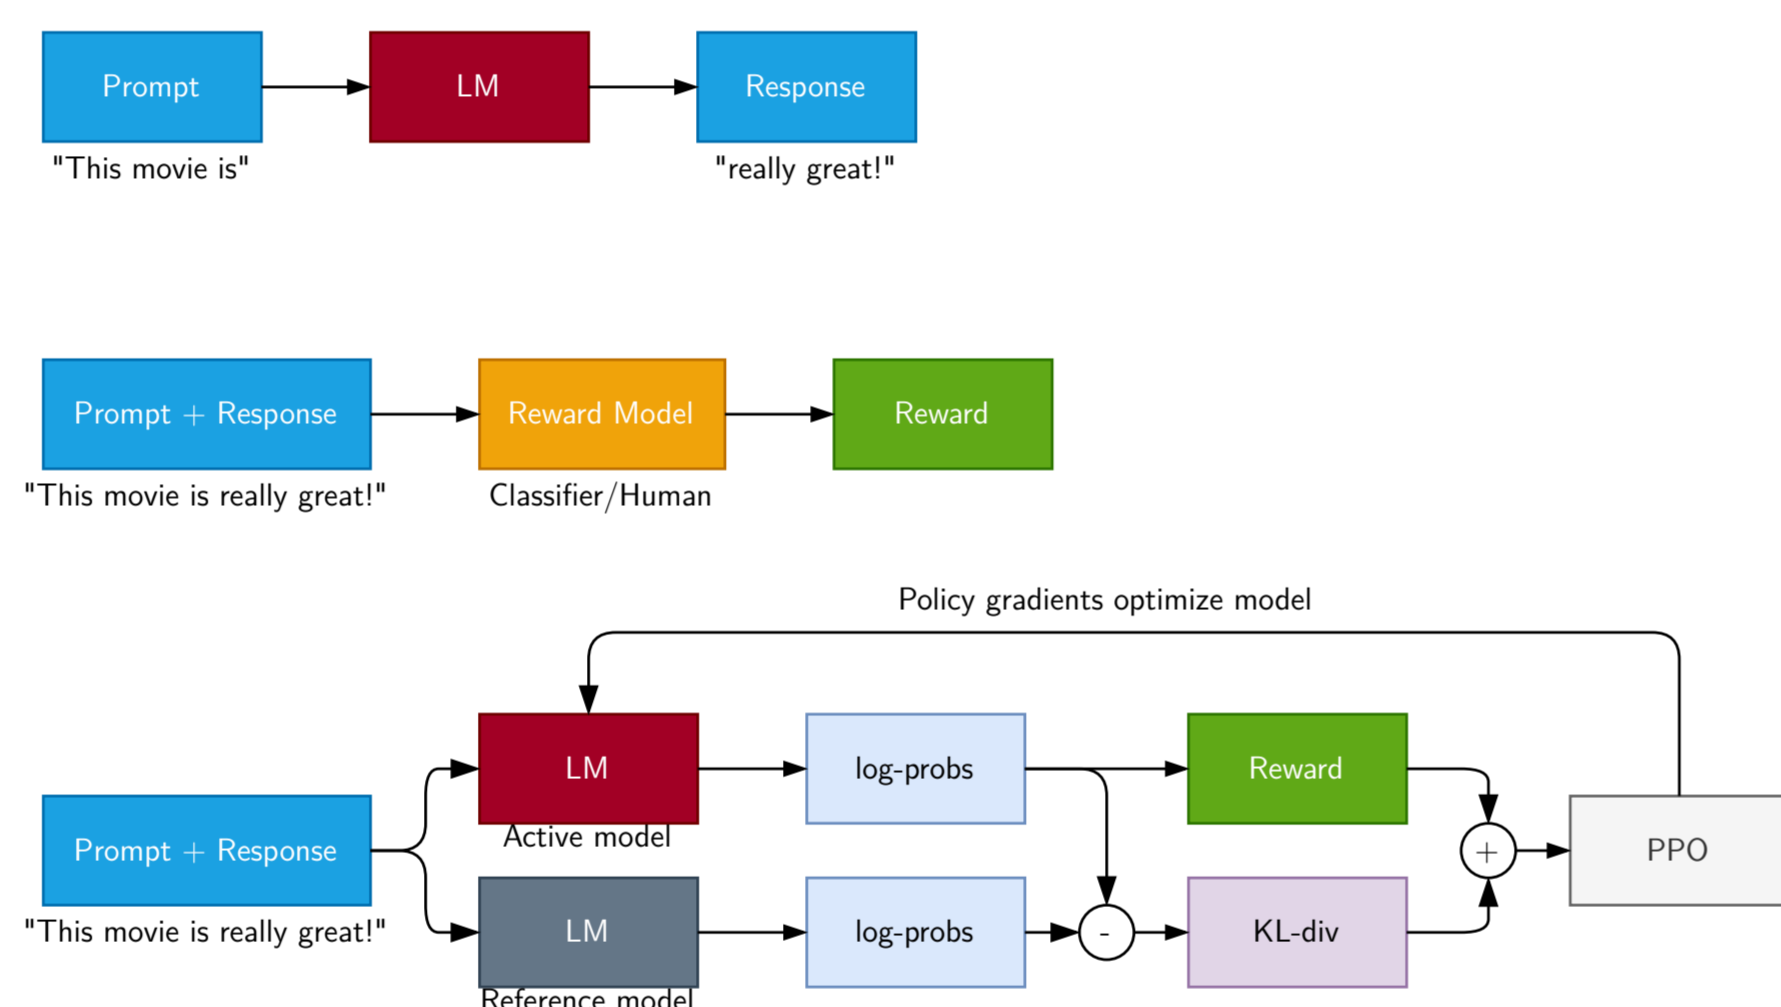 Prompt
LM
Response
"This movie is"
"really great!"
Prompt + Response
Reward Model
Reward
"This movie is really great!"
Classifier/Human
Policy gradients optimize model
LM
log-probs
Reward
Active model
Prompt + Response
+
PPO
"This movie is really great!"
LM
log-probs
-
KL-div
Reference model